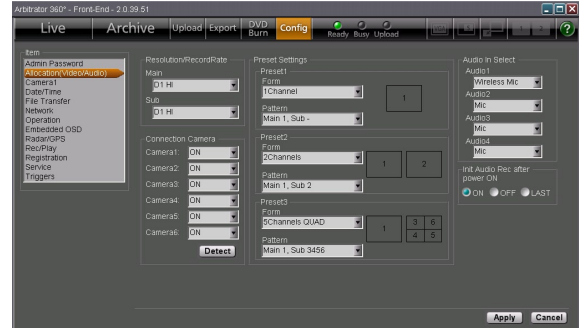 Arbitrator 360° - Front-End - 2.0.39.51
Live Archive Upload Export DVD Burn Config Ready Busy Upload
Item
Admin Password
Allocation(Video/Audio)
Camera1
Date/Time
File Transfer
Network
Operation
Embedded OSD
Radar/GPS
Rec/Play
Registration
Service
Triggers
Resolution/RecordRate
Main
D1 HI
Sub
D1 HI
Connection Camera
Camera1: ON
Camera2: ON
Camera3: ON
Camera4: ON
Camera5: ON
Camera6: ON
Detect
Preset Settings
Preset1
Form
1Channel
Pattern
Main 1, Sub -
1
Preset2
Form
2Channels
Pattern
Main 1, Sub 2
1 2
Preset3
Form
5Channels QUAD
Pattern
Main 1, Sub 3456
1 3 6
4 5
Audio In Select
Audio1
Wireless Mic
Audio2
Mic
Audio3
Mic
Audio4
Mic
Init Audio Rec after
power ON
ON OFF LAST
Apply Cancel